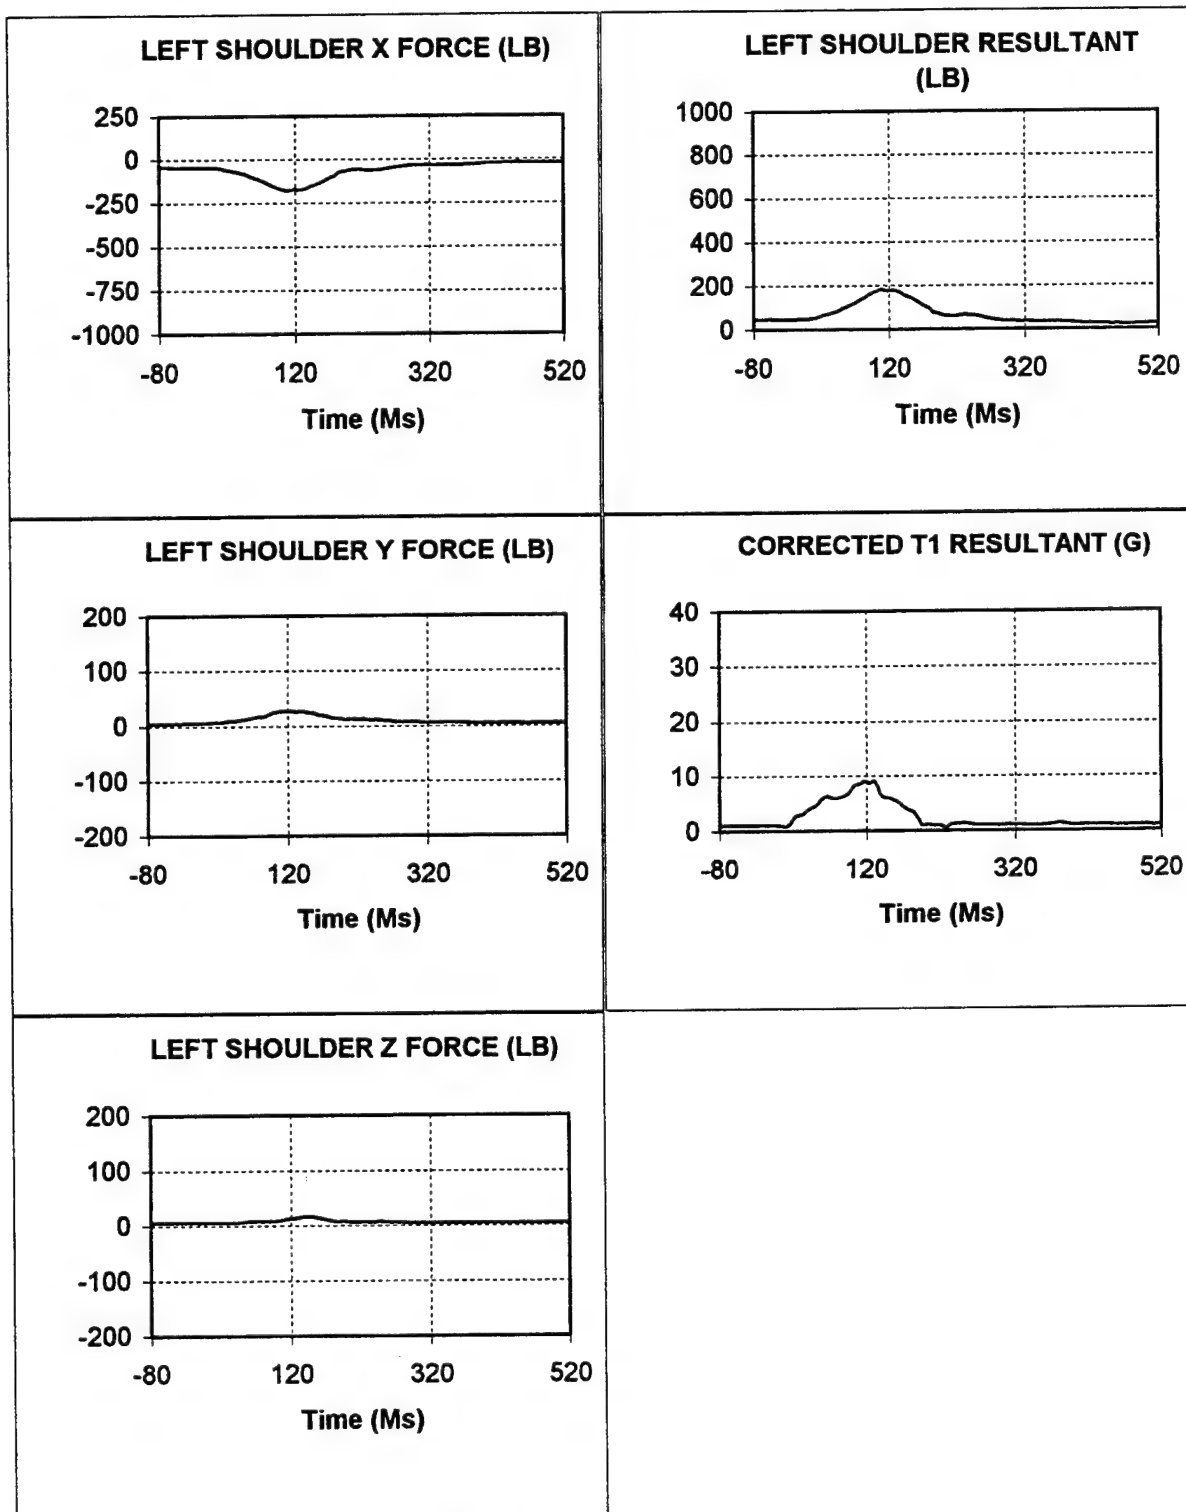 LEFT SHOULDER X FORCE (LB)
250
0
-250
-500
-750
-1000
-80 120 320 520
Time (Ms)
LEFT SHOULDER RESULTANT
(LB)
1000
800
600
400
200
0
-80 120 320 520
Time (Ms)
LEFT SHOULDER Y FORCE (LB)
200
100
0
-100
-200
-80 120 320 520
Time (Ms)
CORRECTED T1 RESULTANT (G)
40
30
20
10
0
-80 120 320 520
Time (Ms)
LEFT SHOULDER Z FORCE (LB)
200
100
0
-100
-200
-80 120 320 520
Time (Ms)